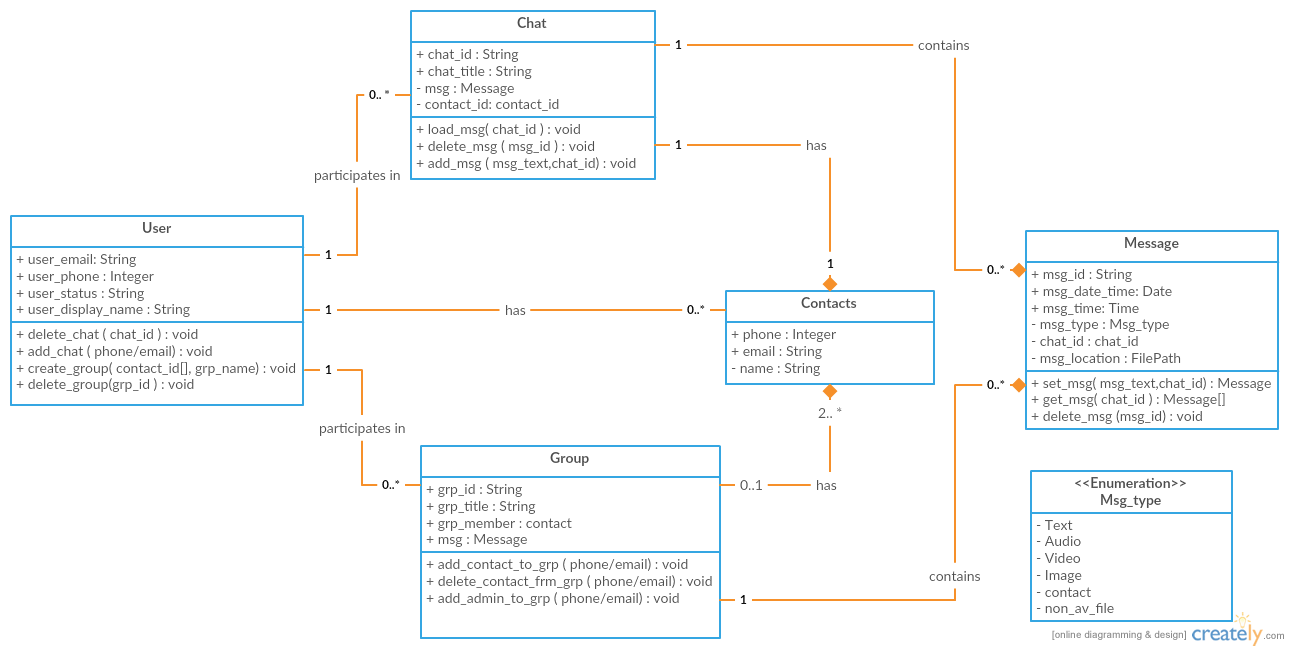 Chat
+ chat_id : String
+ chat_title : String
- msg : Message
- contact_id: contact_id
+ load_msg( chat_id ) : void
+ delete_msg ( msg_id ) : void
+ add_msg ( msg_text,chat_id) : void
1
contains
0.. *
1
has
participates in
1
User
+ user_email: String
+ user_phone : Integer
+ user_status : String
+ user_display_name : String
+ delete_chat ( chat_id ) : void
+ add_chat ( phone/email) : void
+ create_group( contact_id[], grp_name) : void
+ delete_group(grp_id ) : void
1
1
has
0..*
1
Contacts
+ phone : Integer
+ email : String
- name : String
0..*
Message
+ msg_id : String
+ msg_date_time: Date
+ msg_time: Time
- msg_type : Msg_type
- chat_id : chat_id
- msg_location : FilePath
+ set_msg( msg_text,chat_id) : Message
+ get_msg( chat_id ) : Message[]
+ delete_msg (msg_id) : void
0..*
2.. *
participates in
0..*
Group
+ grp_id : String
+ grp_title : String
+ grp_member : contact
+ msg : Message
+ add_contact_to_grp ( phone/email) : void
+ delete_contact_frm_grp ( phone/email) : void
+ add_admin_to_grp ( phone/email) : void
0..1
has
1
contains
<<Enumeration>>
Msg_type
- Text
- Audio
- Video
- Image
- contact
- non_av_file
[online diagramming & design] creately.com